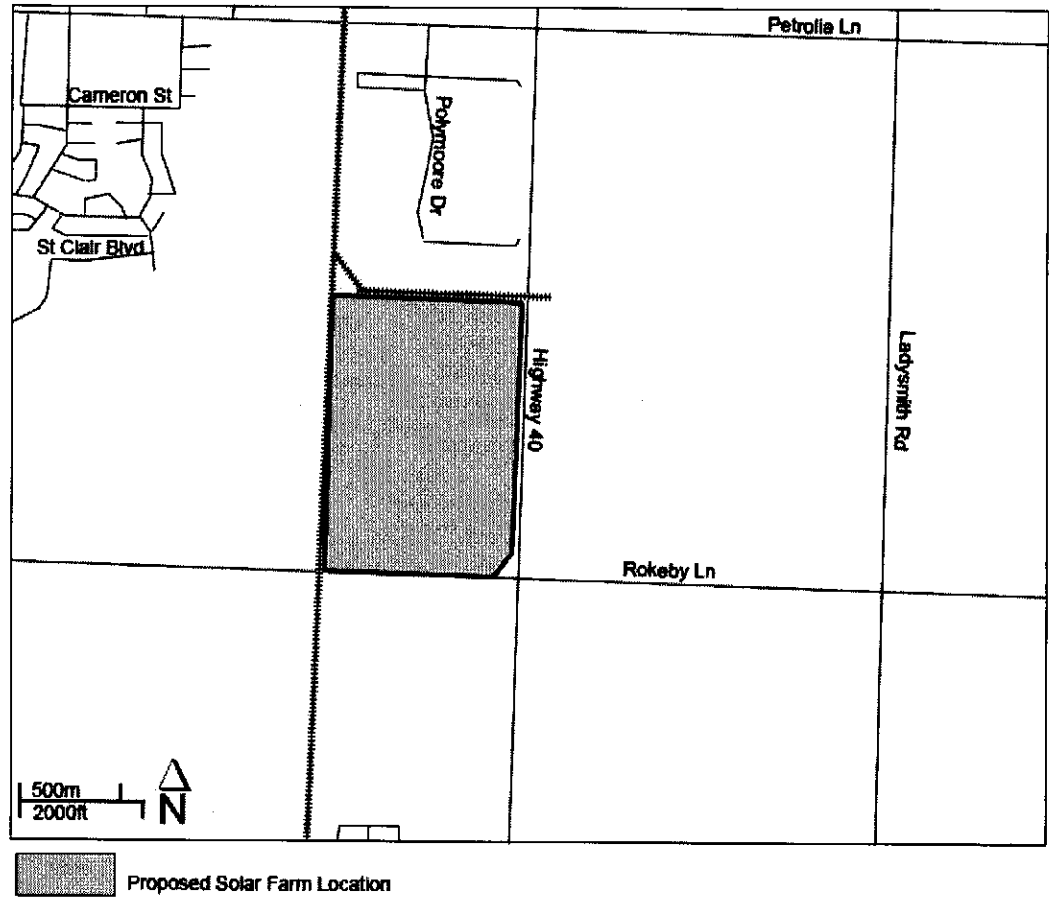 Petrolia Ln
Cameron St
Polymoore Dr
St Clair Blvd
Highway 40
Ladysmith Rd
Rokeby Ln
500m
2000ft
N
Proposed Solar Farm Location